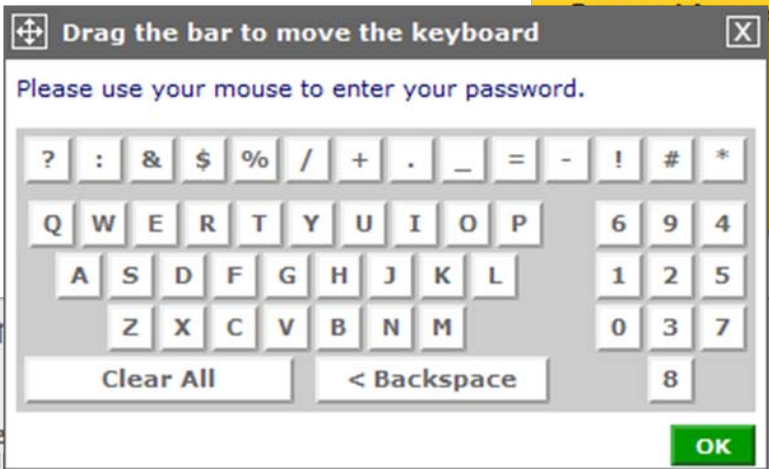 Drag the bar to move the keyboard X
Please use your mouse to enter your password.
? : & $ % / + . _ = - ! # *
Q W E R T Y U I O P 6 9 4
A S D F G H J K L 1 2 5
Z X C V B N M 0 3 7
Clear All < Backspace 8
OK